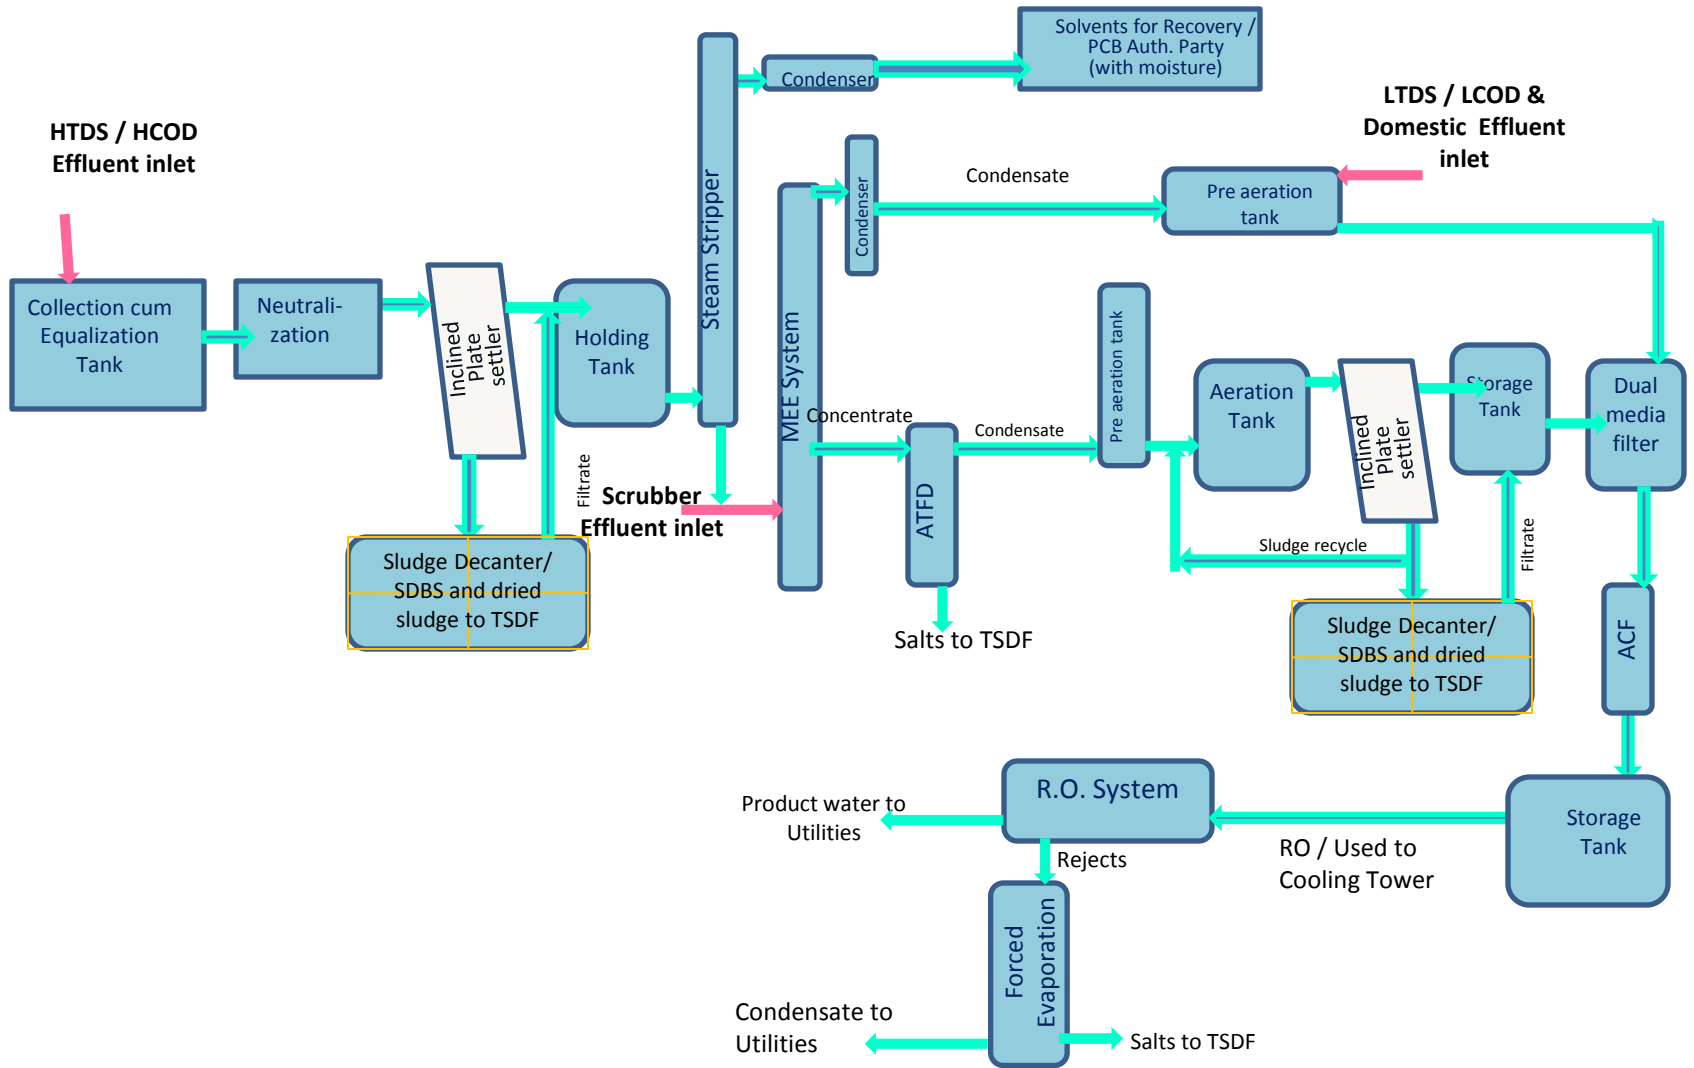 Solvents for Recovery /
PCB Auth. Party
(with moisture)
Condenser
LTDS / LCOD &
Domestic Effluent
inlet
HTDS / HCOD
Effluent inlet
Steam Stripper
Condenser
Condensate
Pre aeration
tank
Collection cum
Equalization
Tank
Neutrali-
zation
Inclined
Plate
settler
Holding
Tank
MEE System
Concentrate
Condensate
Pre aeration tank
Aeration
Tank
Inclined
Plate
settler
Storage
Tank
Dual
media
filter
Filtrate
Scrubber
Effluent inlet
ATFD
Sludge recycle
Filtrate
Sludge Decanter/
SDBS and dried
sludge to TSDF
Salts to TSDF
Sludge Decanter/
SDBS and dried
sludge to TSDF
ACF
R.O. System
Product water to
Utilities
Rejects
RO / Used to
Cooling Tower
Storage
Tank
Forced
Evaporation
Condensate to
Utilities
Salts to TSDF